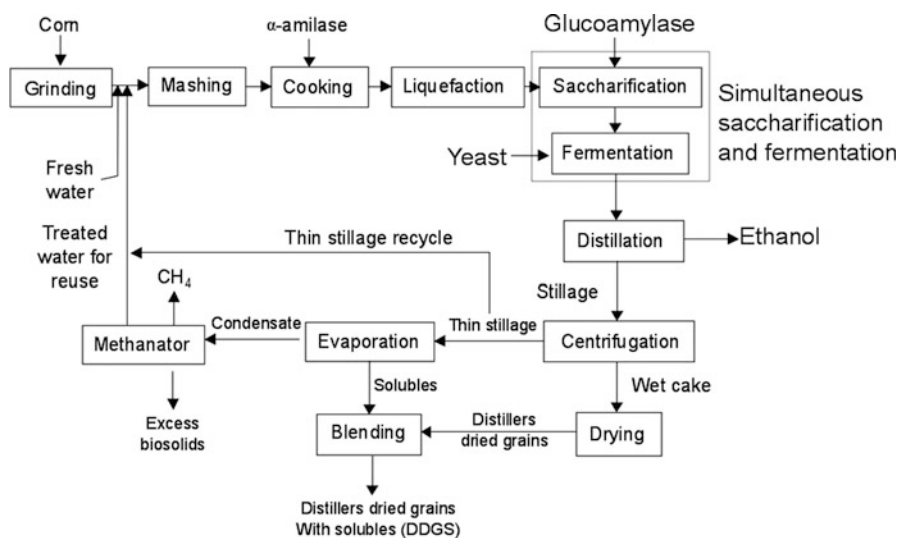 Corn
α-amilase
Glucoamylase
Grinding
Mashing
Cooking
Liquefaction
Saccharification
Simultaneous
saccharification
and fermentation
Yeast
Fermentation
Fresh
water
Treated
water for
reuse
Thin stillage recycle
Distillation
Ethanol
CH4
Stillage
Methanator
Condensate
Evaporation
Thin stillage
Centrifugation
Solubles
Wet cake
Excess
biosolids
Blending
Distillers
dried grains
Drying
Distillers dried grains
With solubles (DDGS)